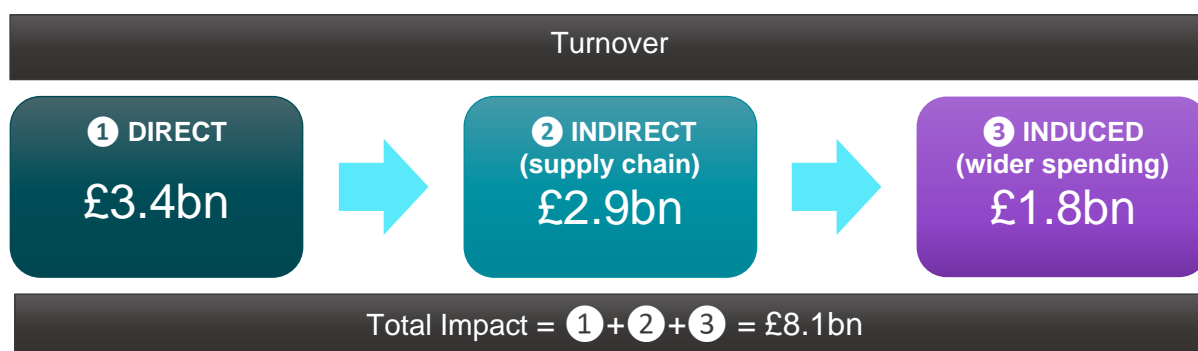 Turnover
❶ DIRECT
£3.4bn
❷ INDIRECT
(supply chain)
£2.9bn
❸ INDUCED
(wider spending)
£1.8bn
Total Impact = ❶+❷+❸ = £8.1bn